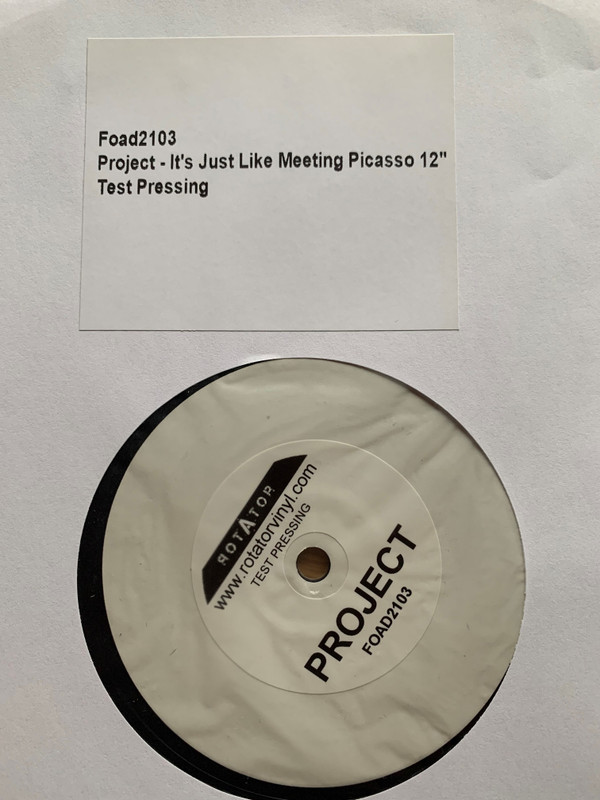 Foad2103
Project - It's Just Like Meeting Picasso 12"
Test Pressing
ROTATOR
www.rotatorvinyl.com
TEST PRESSING
PROJECT
FOAD2103